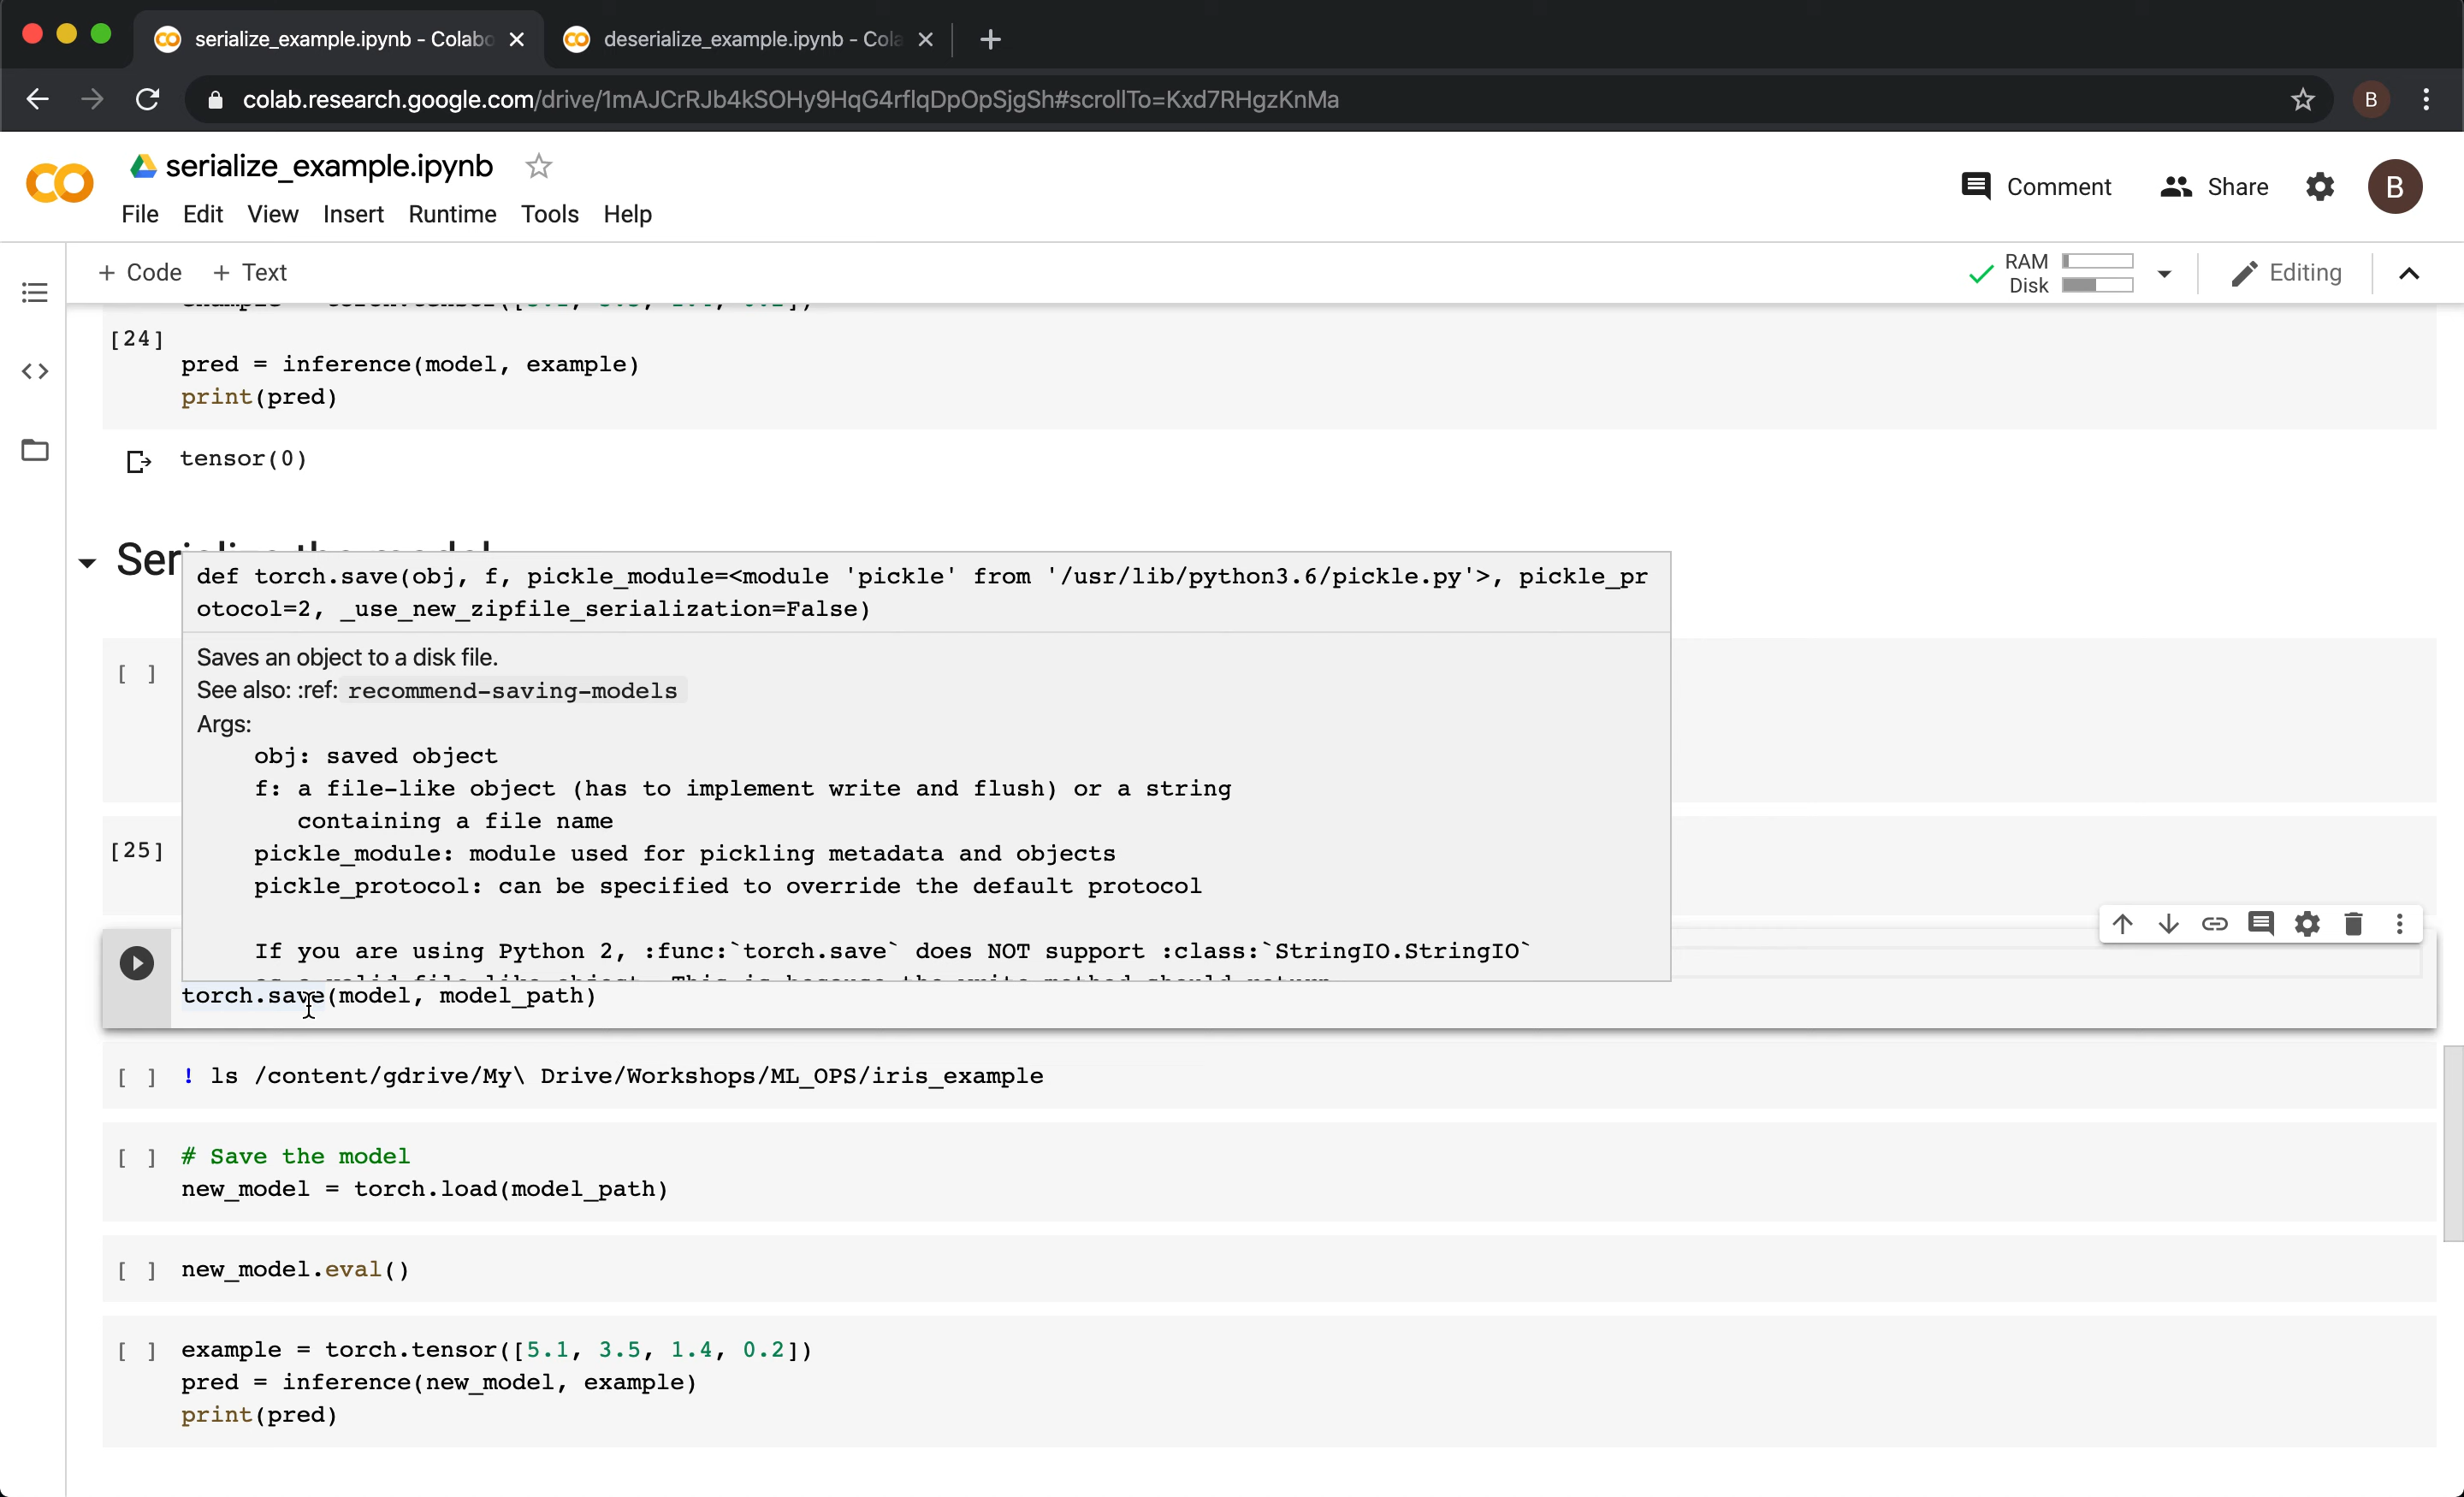 serialize_example.ipynb - Colabo
deserialize_example.ipynb - Cola
colab.research.google.com/drive/1mAJCrRJb4kSOHy9HqG4rflqDpOpSjgSh#scrollTo=Kxd7RHgzKnMa
B
serialize_example.ipynb
File Edit View Insert Runtime Tools Help
Comment Share B
+ Code + Text
RAM
Disk
Editing
[24]
pred = inference(model, example)
print(pred)
tensor(0)
Serialize the model
def torch.save(obj, f, pickle_module=<module 'pickle' from '/usr/lib/python3.6/pickle.py'>, pickle_pr
otocol=2, _use_new_zipfile_serialization=False)
Saves an object to a disk file.
See also: :ref: recommend-saving-models
Args:
obj: saved object
f: a file-like object (has to implement write and flush) or a string
containing a file name
pickle_module: module used for pickling metadata and objects
pickle_protocol: can be specified to override the default protocol
If you are using Python 2, :func:`torch.save` does NOT support :class:`StringIO.StringIO`
[ ]
[25]
torch.save(model, model_path)
[ ] ! ls /content/gdrive/My\ Drive/Workshops/ML_OPS/iris_example
[ ] # Save the model
new_model = torch.load(model_path)
[ ] new_model.eval()
[ ] example = torch.tensor([5.1, 3.5, 1.4, 0.2])
pred = inference(new_model, example)
print(pred)